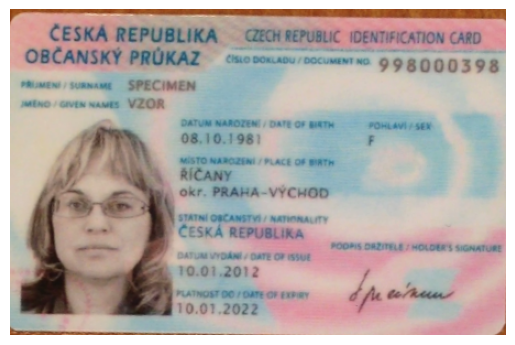 ČESKÁ REPUBLIKA CZECH REPUBLIC IDENTIFICATION CARD
OBČANSKÝ PRŮKAZ ČÍSLO DOKLADU / DOCUMENT NO. 998000398
PŘÍJMENÍ / SURNAME SPECIMEN
JMÉNO / GIVEN NAMES VZOR
DATUM NAROZENÍ / DATE OF BIRTH POHLAVÍ / SEX
08.10.1981 F
MÍSTO NAROZENÍ / PLACE OF BIRTH
ŘÍČANY
okr. PRAHA-VÝCHOD
STÁTNÍ OBČANSTVÍ / NATIONALITY
ČESKÁ REPUBLIKA
PODPIS DRŽITELE / HOLDER'S SIGNATURE
DATUM VYDÁNÍ / DATE OF ISSUE
10.01.2012
PLATNOST DO / DATE OF EXPIRY
10.01.2022
Specimen